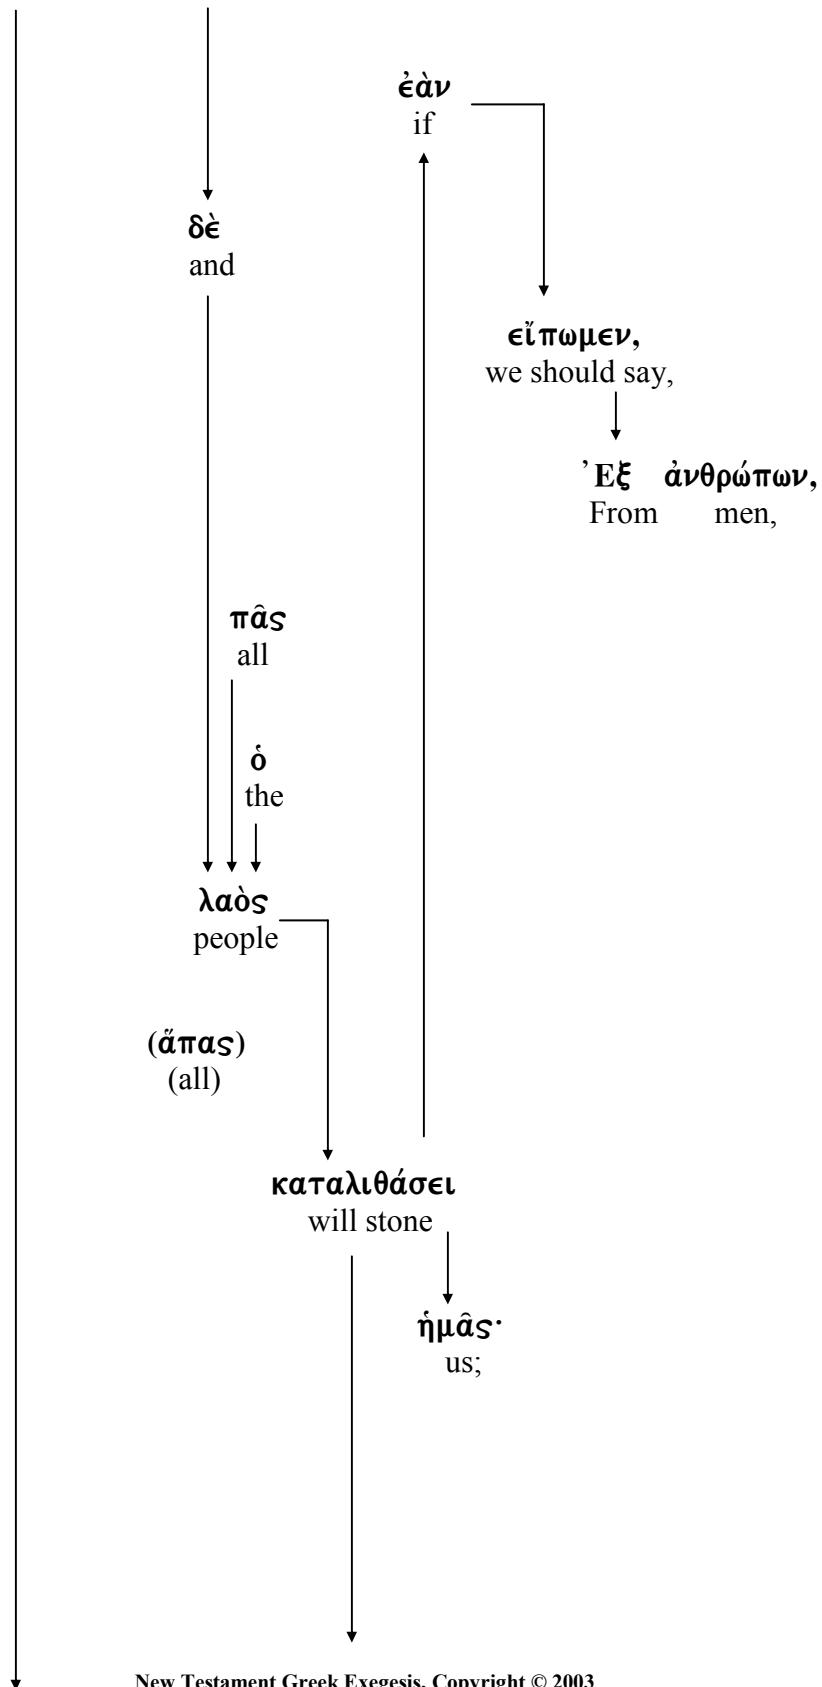 ἐὰν
if
δὲ
and
εἴπωμεν,
we should say,
Ἐξ ἀνθρώπων,
From men,
πᾶς
all
ὁ
the
λαὸς
people
(ἅπας)
(all)
καταλιθάσει
will stone
ἡμᾶς·
us;
New Testament Greek Exegesis, Copyright © 2003